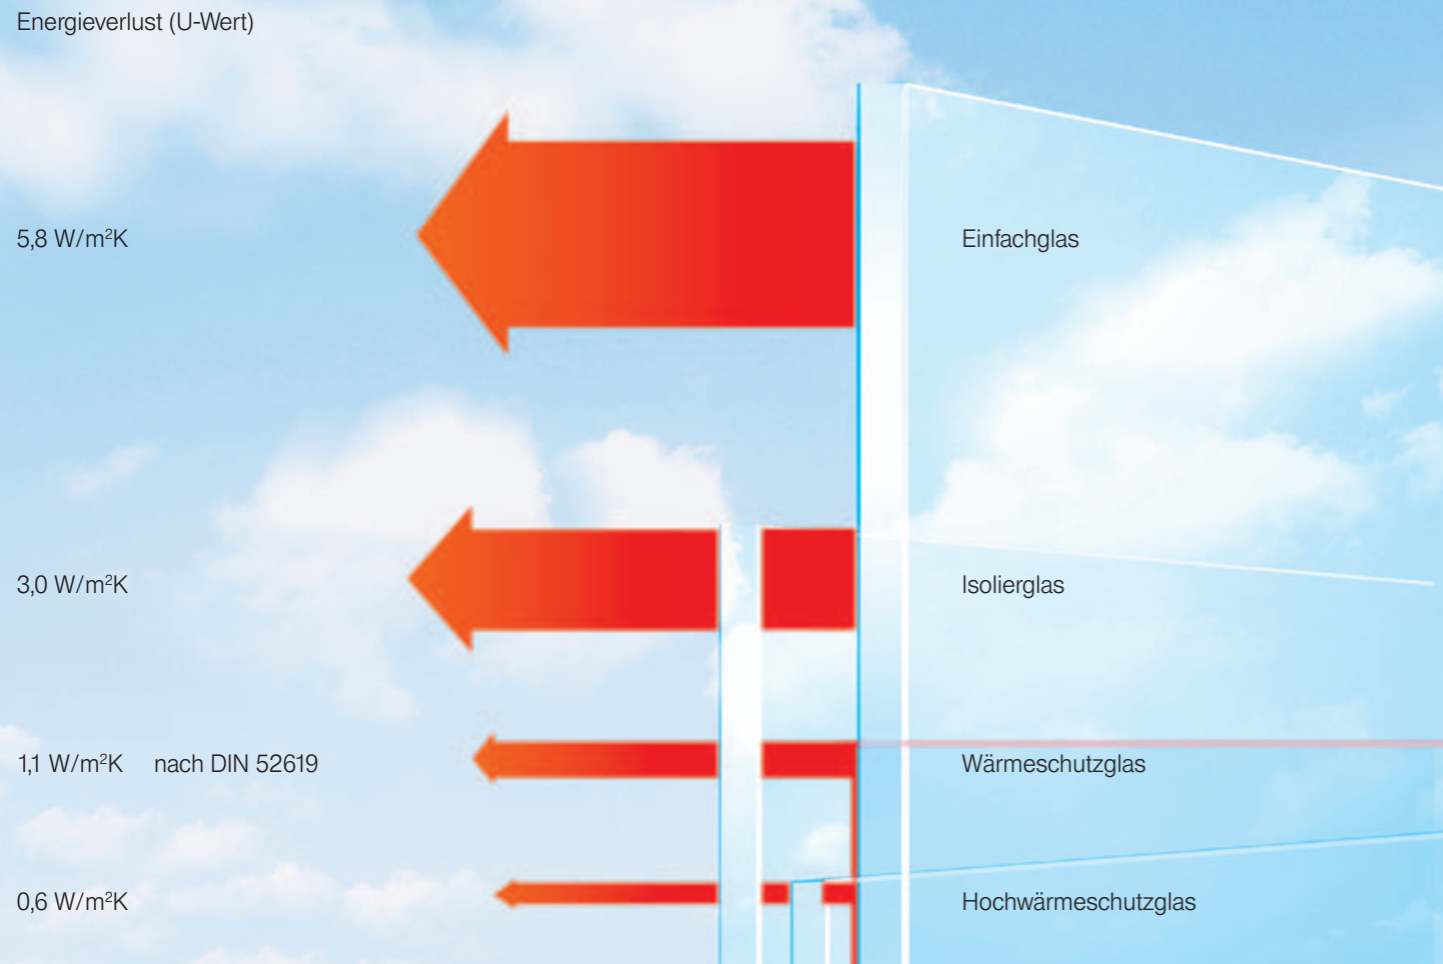 Energieverlust (U-Wert)
5,8 W/m²K Einfachglas
3,0 W/m²K Isolierglas
1,1 W/m²K nach DIN 52619 Wärmeschutzglas
0,6 W/m²K Hochwärmeschutzglas